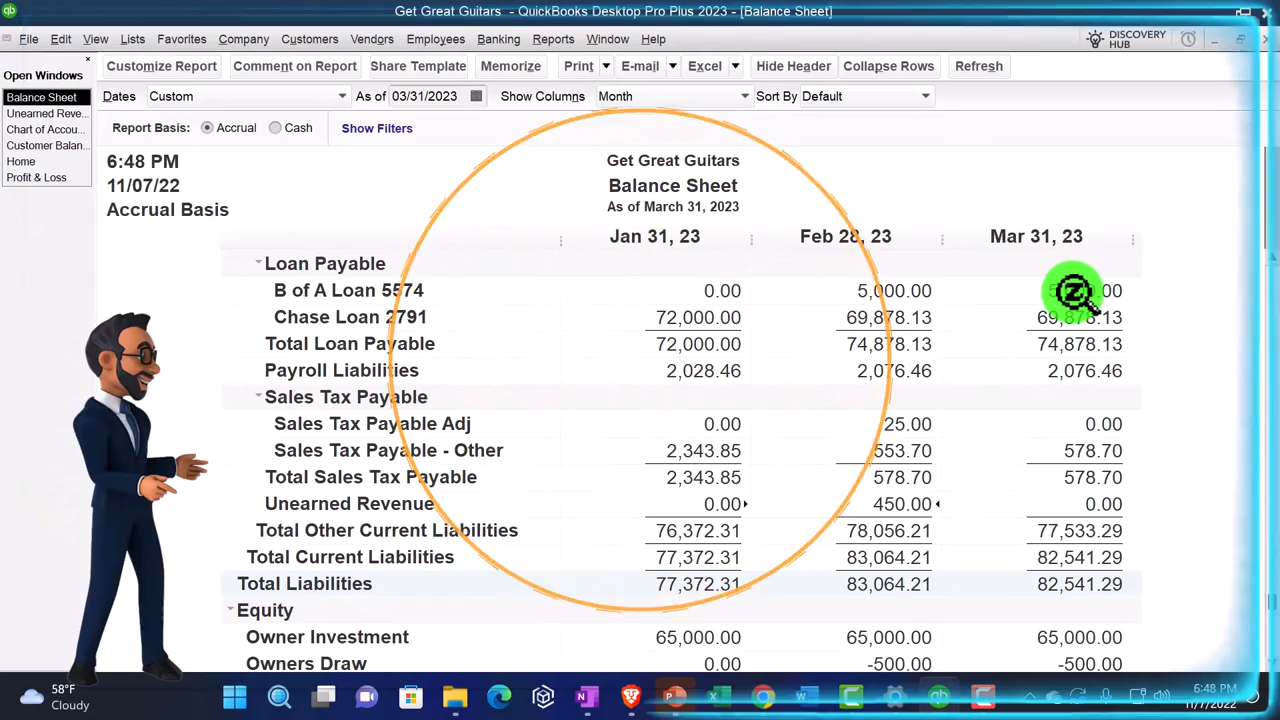 Get Great Guitars - QuickBooks Desktop Pro Plus 2023 - [Balance Sheet]
File Edit View Lists Favorites Company Customers Vendors Employees Banking Reports Window Help
DISCOVERY HUB
Open Windows
Balance Sheet
Unearned Reve...
Chart of Accou...
Customer Balan...
Home
Profit & Loss
Customize Report Comment on Report Share Template Memorize Print E-mail Excel Hide Header Collapse Rows Refresh
Dates Custom As of 03/31/2023 Show Columns Month Sort By Default
Report Basis: Accrual Cash Show Filters
6:48 PM
11/07/22
Accrual Basis
Get Great Guitars
Balance Sheet
As of March 31, 2023
Jan 31, 23 Feb 28, 23 Mar 31, 23
Loan Payable
B of A Loan 5574 0.00 5,000.00
Chase Loan 2791 72,000.00 69,878.13 69,878.13
Total Loan Payable 72,000.00 74,878.13 74,878.13
Payroll Liabilities 2,028.46 2,076.46 2,076.46
Sales Tax Payable
Sales Tax Payable Adj 0.00 25.00 0.00
Sales Tax Payable - Other 2,343.85 553.70 578.70
Total Sales Tax Payable 2,343.85 578.70 578.70
Unearned Revenue 0.00 450.00 0.00
Total Other Current Liabilities 76,372.31 78,056.21 77,533.29
Total Current Liabilities 77,372.31 83,064.21 82,541.29
Total Liabilities 77,372.31 83,064.21 82,541.29
Equity
Owner Investment 65,000.00 65,000.00 65,000.00
Owners Draw 0.00 -500.00 -500.00
58°F
Cloudy
6:48 PM
11/7/2022